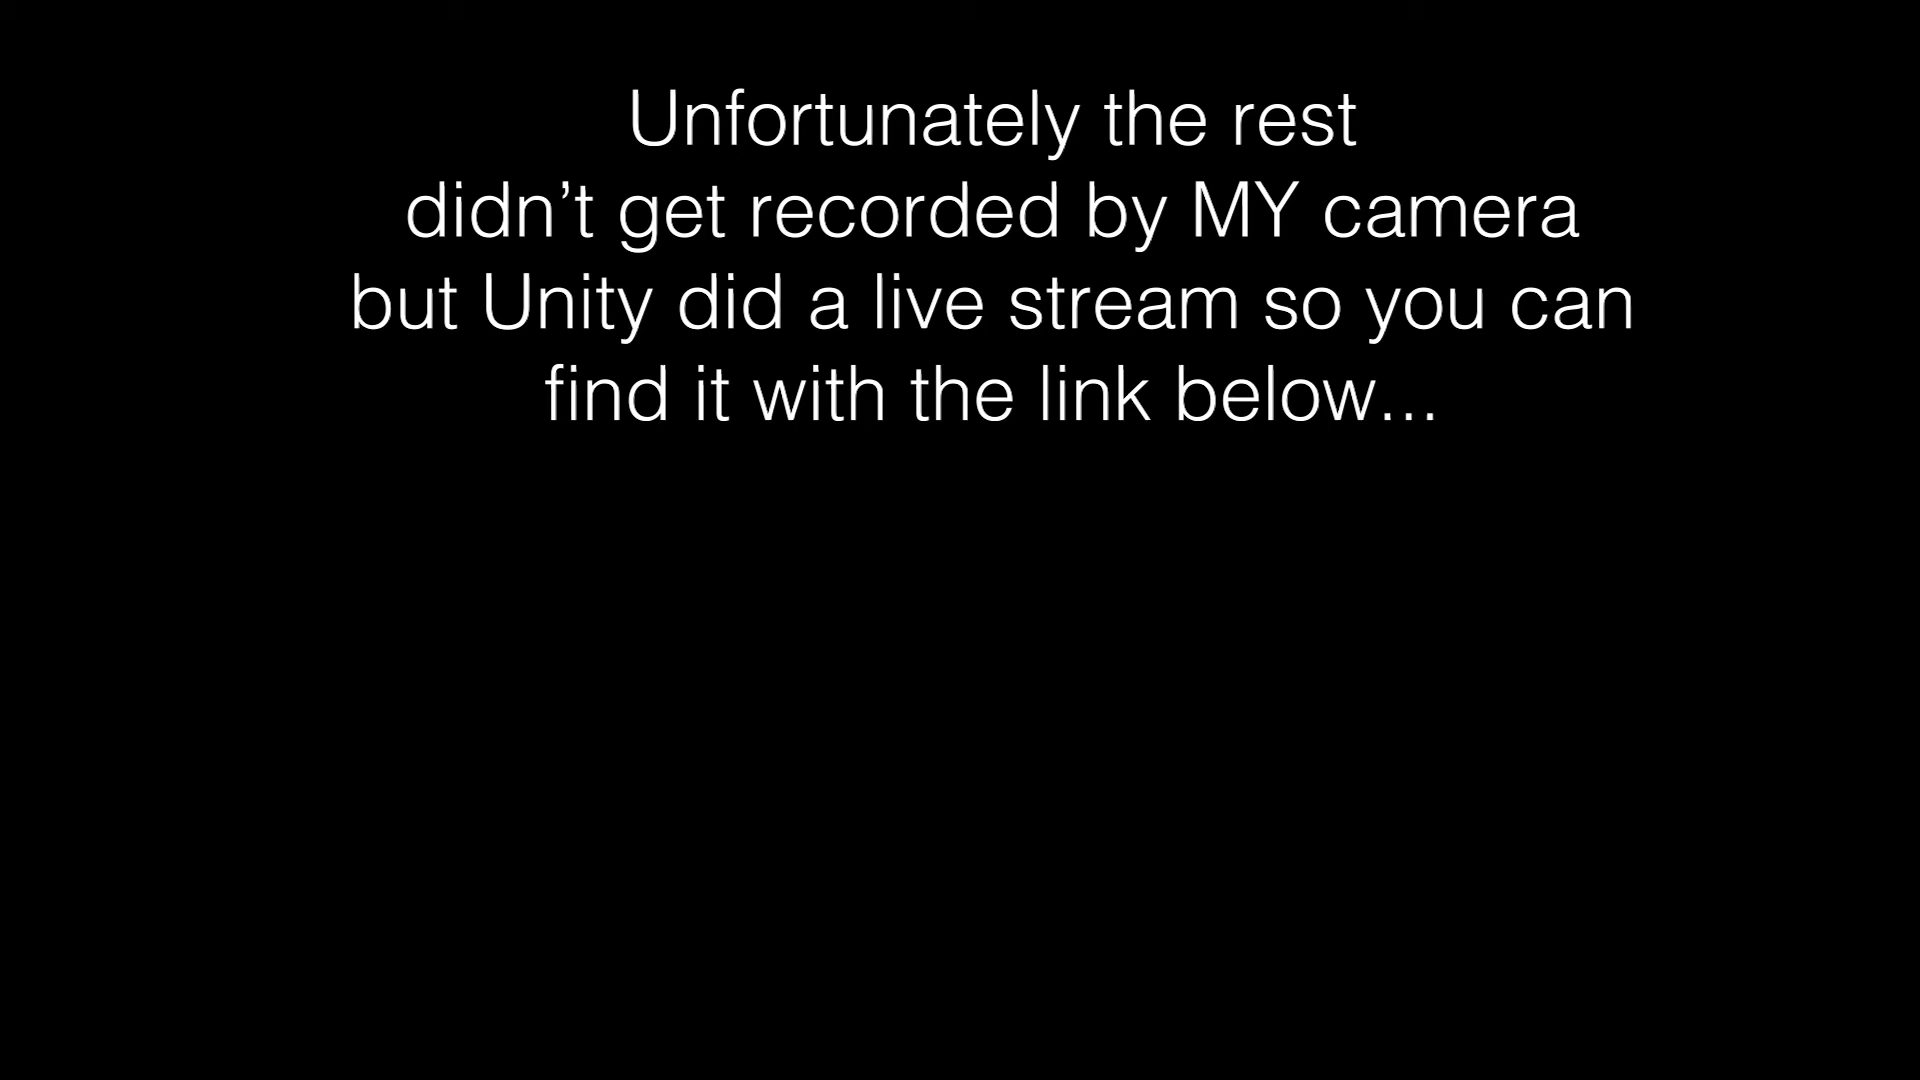 Unfortunately the rest
didn’t get recorded by MY camera
but Unity did a live stream so you can
find it with the link below...